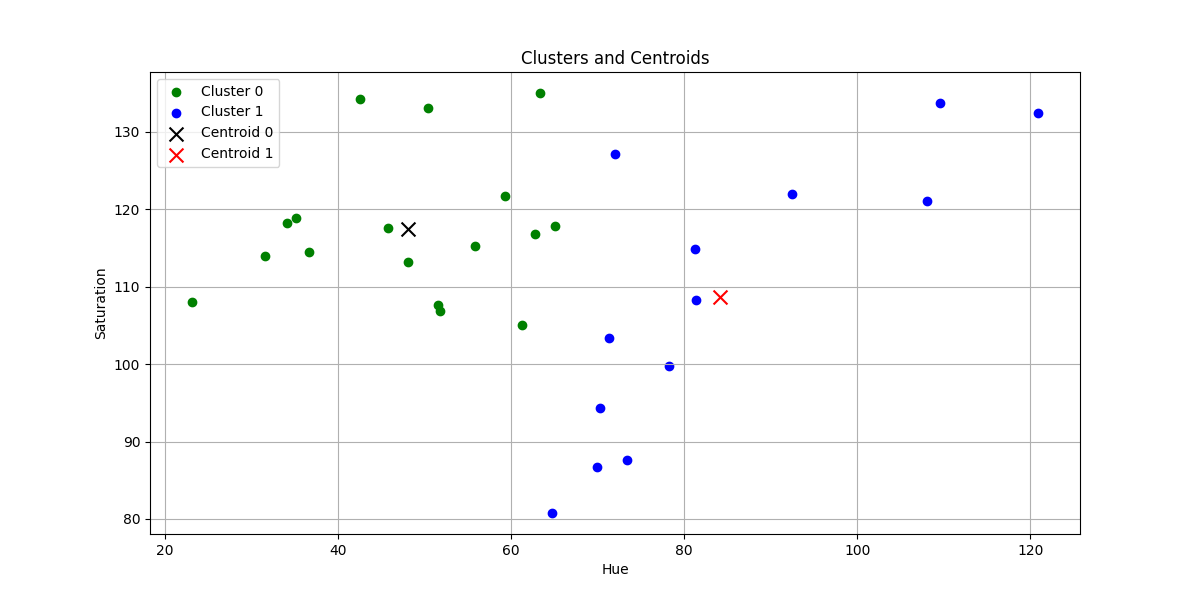 Clusters and Centroids
Cluster 0
Cluster 1
Centroid 0
Centroid 1
Saturation
130
120
110
100
90
80
20 40 60 80 100 120
Hue